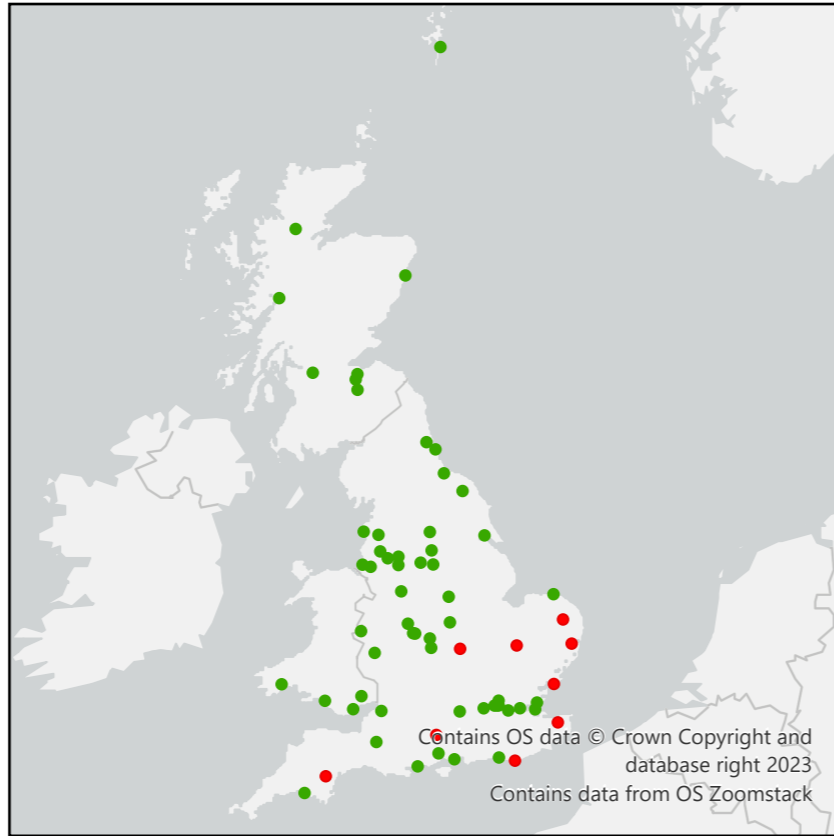 Contains OS data © Crown Copyright and
database right 2023
Contains data from OS Zoomstack